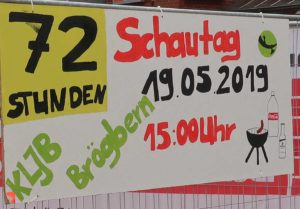 72
STUNDEN
Schautag
19.05.2019
15:00Uhr
KLJB
Brögbern